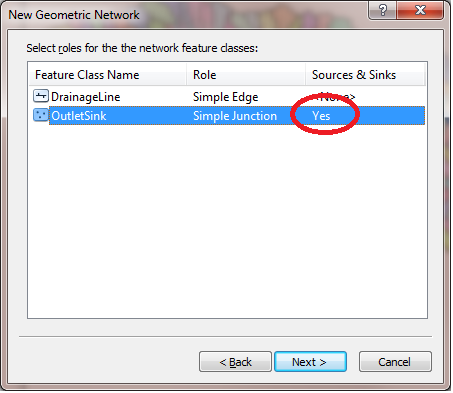 New Geometric Network
Select roles for the the network feature classes:
Feature Class Name Role Sources & Sinks
DrainageLine Simple Edge <None>
OutletSink Simple Junction Yes
< Back Next > Cancel